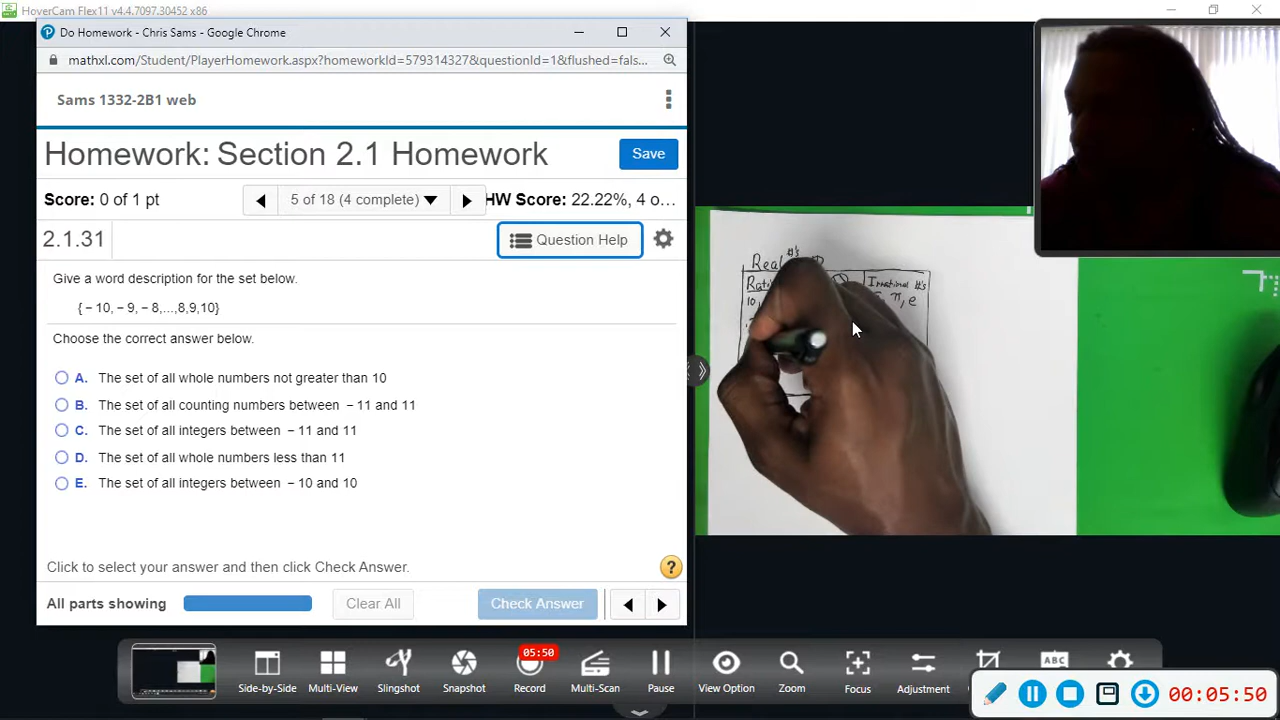 HoverCam Flex11 v4.4.7097.30452 x86
Do Homework - Chris Sams - Google Chrome
mathxl.com/Student/PlayerHomework.aspx?homeworkId=579314327&questionId=1&flushed=fals...
Sams 1332-2B1 web
Homework: Section 2.1 Homework
Save
Score: 0 of 1 pt
5 of 18 (4 complete)
HW Score: 22.22%, 4 o...
2.1.31
Question Help
Give a word description for the set below.
{ − 10, − 9, − 8,...,8,9,10}
Choose the correct answer below.
A. The set of all whole numbers not greater than 10
B. The set of all counting numbers between − 11 and 11
C. The set of all integers between − 11 and 11
D. The set of all whole numbers less than 11
E. The set of all integers between − 10 and 10
Click to select your answer and then click Check Answer.
?
All parts showing
Clear All
Check Answer
Real #'s
Irrational #'s
10,
π, e
05:50
Side-by-Side
Multi-View
Slingshot
Snapshot
Record
Multi-Scan
Pause
View Option
Zoom
Focus
Adjustment
ABC
00:05:50